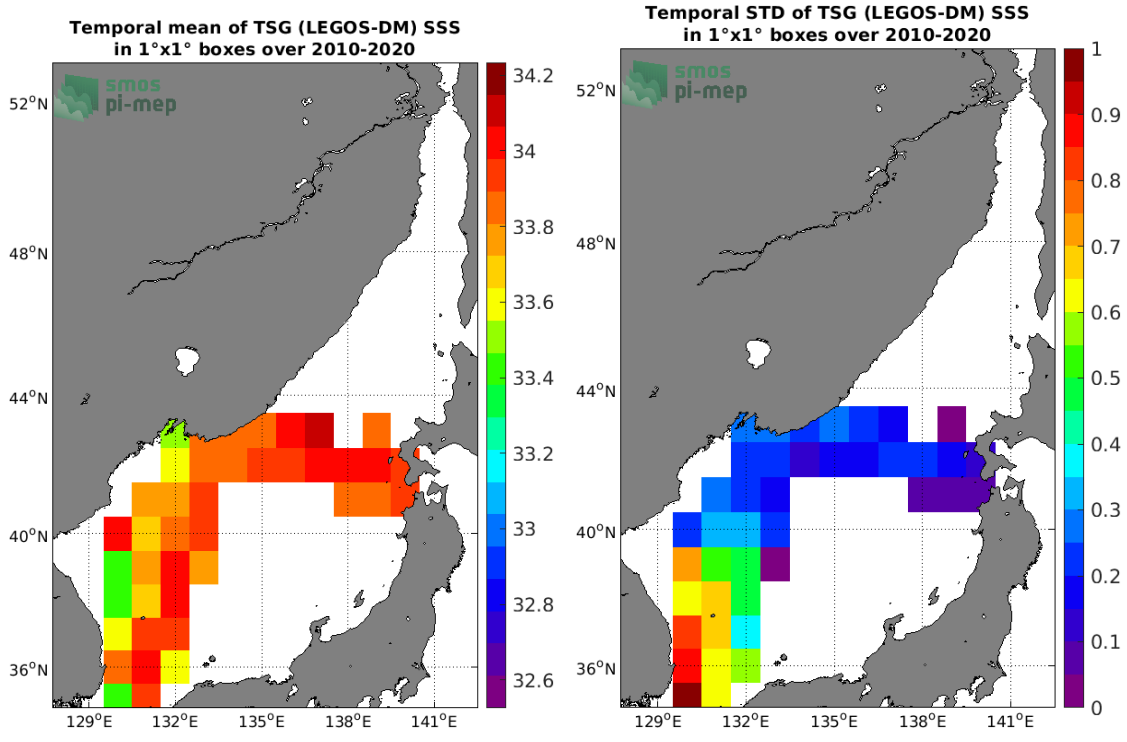 Temporal mean of TSG (LEGOS-DM) SSS
in 1°x1° boxes over 2010-2020
smos
pi-mep
52°N
48°N
44°N
40°N
36°N
129°E
132°E
135°E
138°E
141°E
34.2
34
33.8
33.6
33.4
33.2
33
32.8
32.6
Temporal STD of TSG (LEGOS-DM) SSS
in 1°x1° boxes over 2010-2020
smos
pi-mep
52°N
48°N
44°N
40°N
36°N
129°E
132°E
135°E
138°E
141°E
1
0.9
0.8
0.7
0.6
0.5
0.4
0.3
0.2
0.1
0